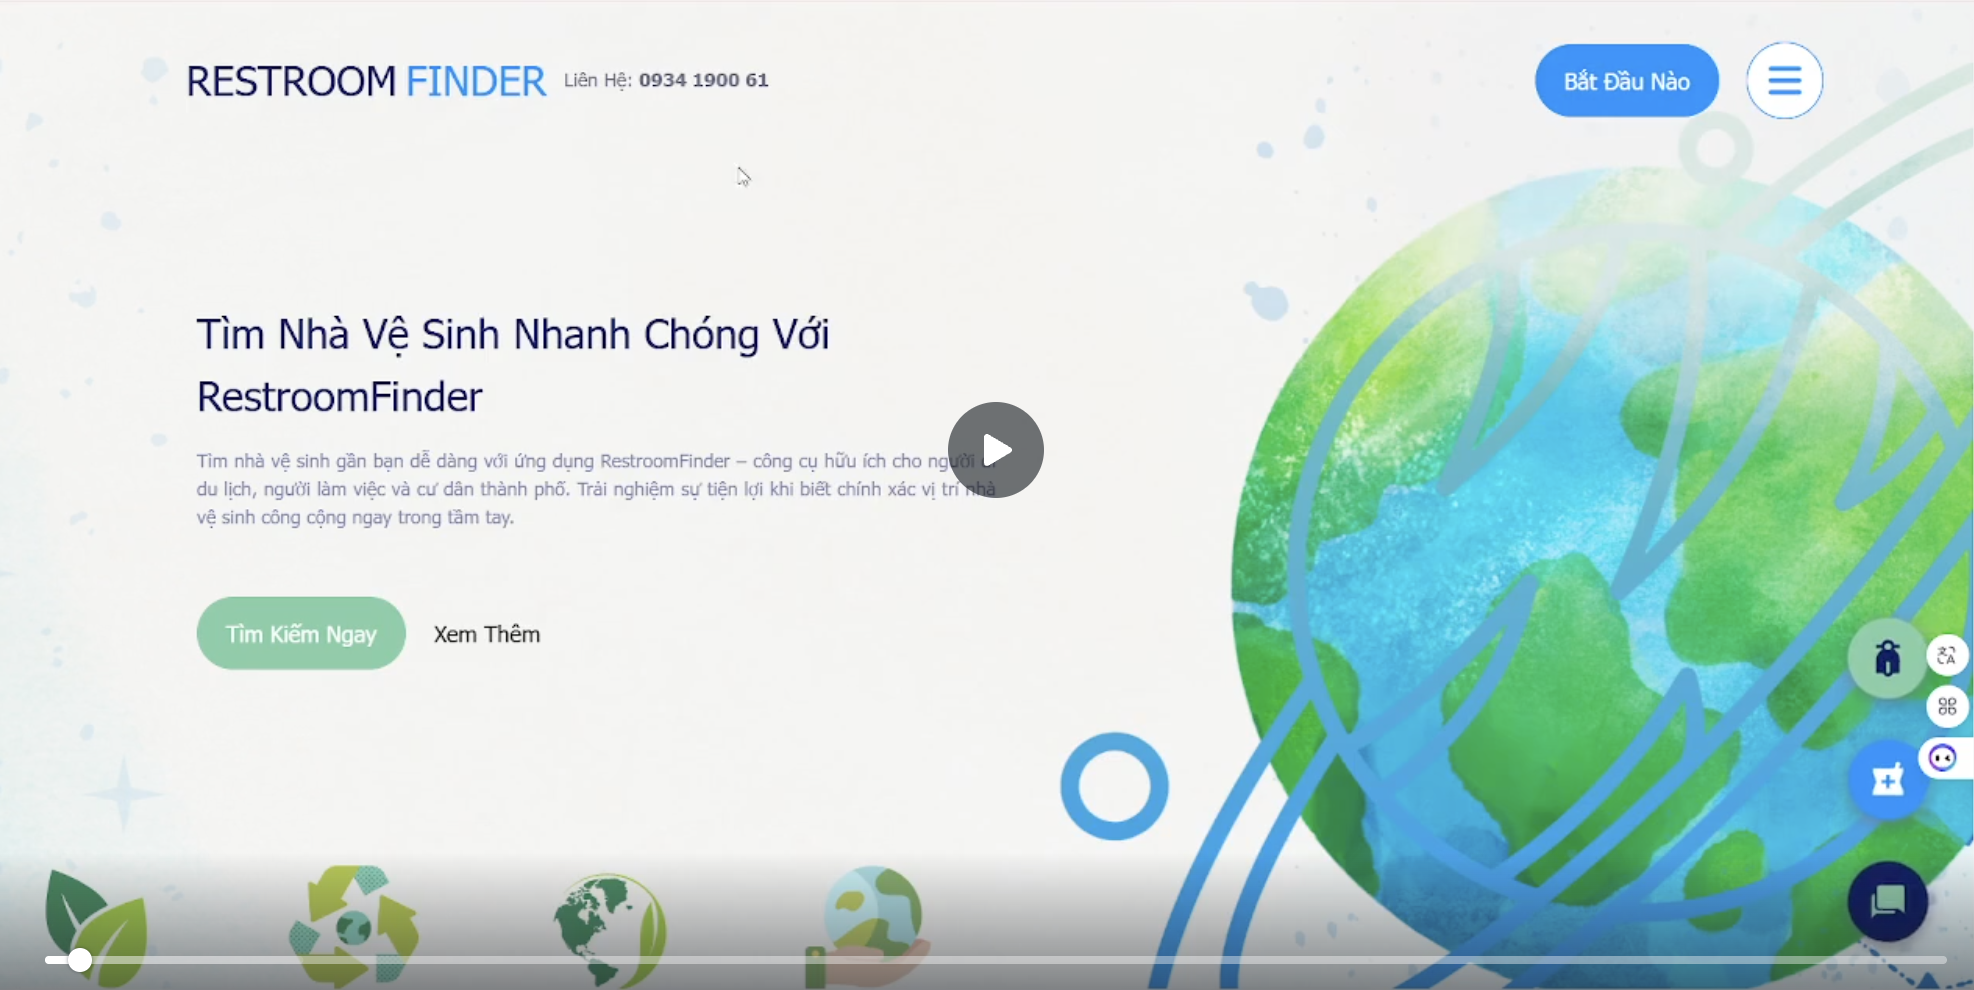 RESTROOM FINDER Liên Hệ: 0934 1900 61
Bắt Đầu Nào
Tìm Nhà Vệ Sinh Nhanh Chóng Với
RestroomFinder
Tìm nhà vệ sinh gần bạn dễ dàng với ứng dụng RestroomFinder – công cụ hữu ích cho người
du lịch, người làm việc và cư dân thành phố. Trải nghiệm sự tiện lợi khi biết chính xác vị trí nhà
vệ sinh công cộng ngay trong tầm tay.
Tìm Kiếm Ngay
Xem Thêm